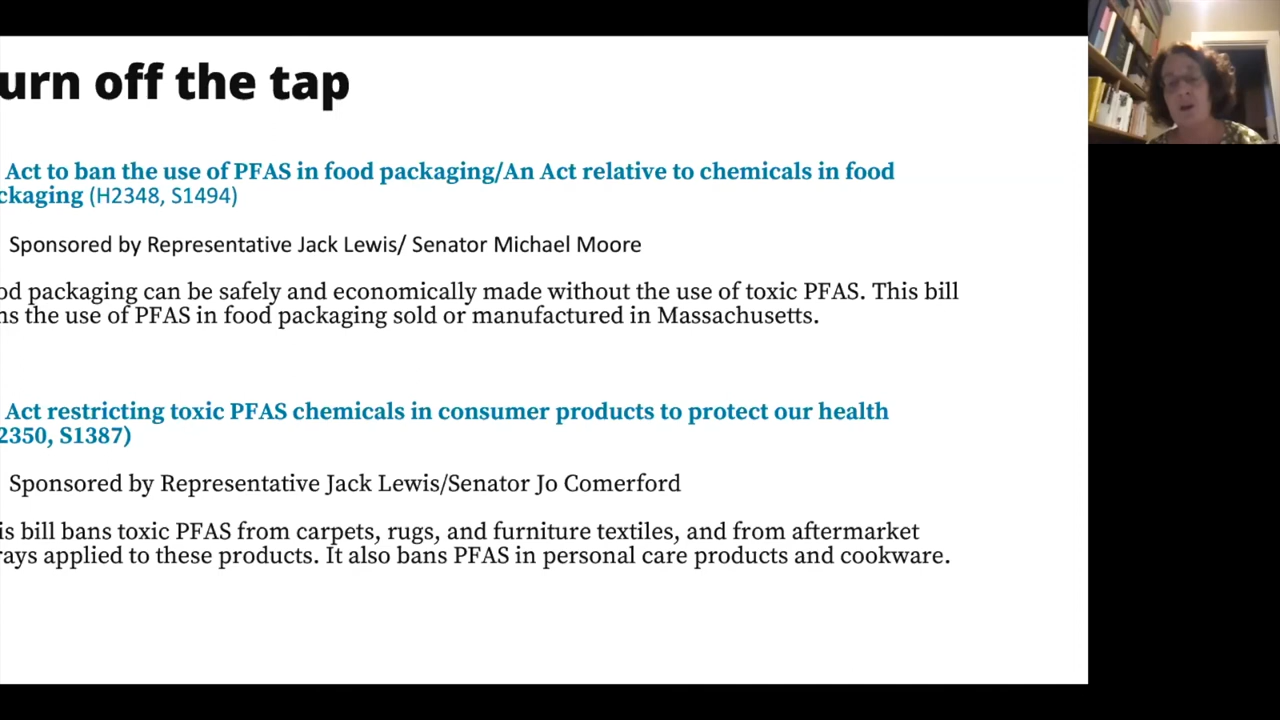 urn off the tap
Act to ban the use of PFAS in food packaging/An Act relative to chemicals in food
ckaging (H2348, S1494)
Sponsored by Representative Jack Lewis/ Senator Michael Moore
od packaging can be safely and economically made without the use of toxic PFAS. This bill
ns the use of PFAS in food packaging sold or manufactured in Massachusetts.
Act restricting toxic PFAS chemicals in consumer products to protect our health
2350, S1387)
Sponsored by Representative Jack Lewis/Senator Jo Comerford
is bill bans toxic PFAS from carpets, rugs, and furniture textiles, and from aftermarket
rays applied to these products. It also bans PFAS in personal care products and cookware.